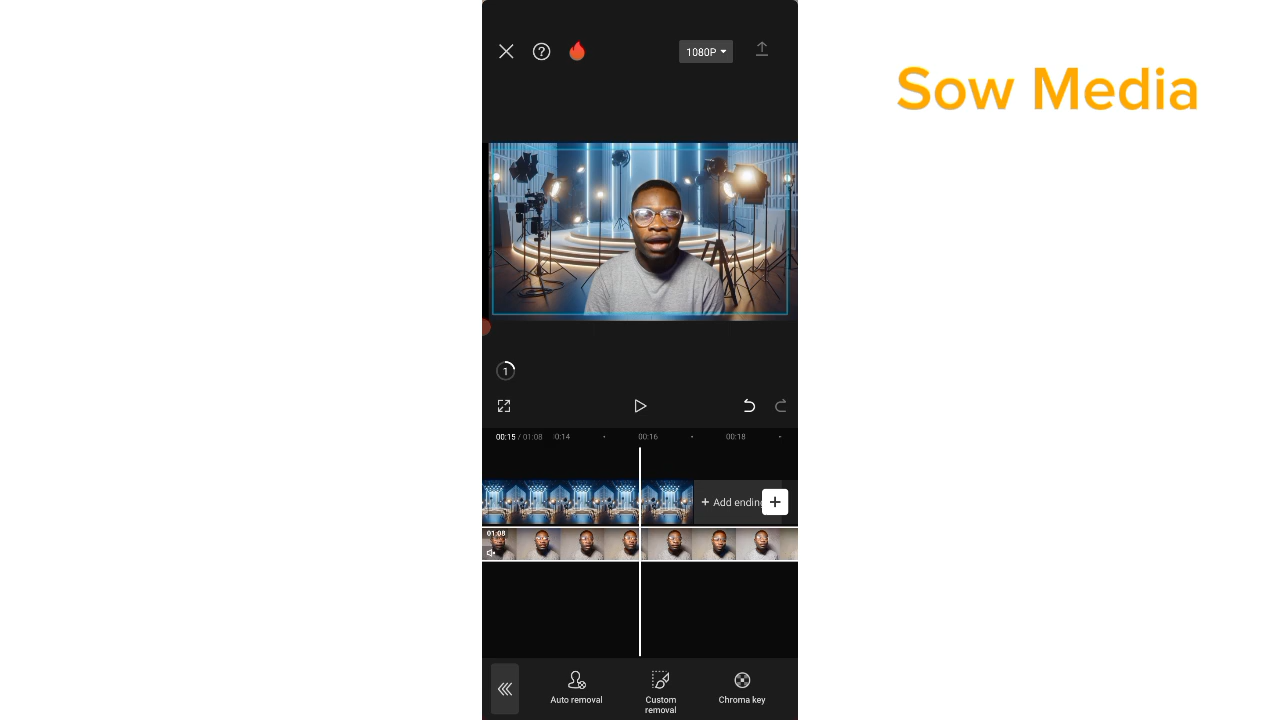 1080P
Sow Media
1
00:15 / 01:08
0:14
00:16
00:18
+ Add ending
01:08
Auto removal
Custom
removal
Chroma key